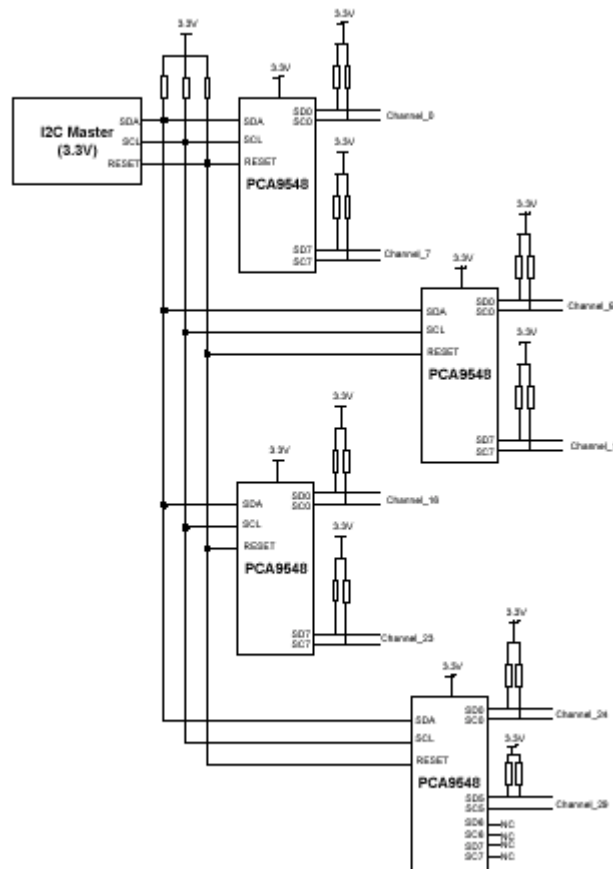 3.3V
3.3V
3.3V
I2C Master
(3.3V)
SDA
SCL
RESET
SDA
SCL
RESET
PCA9548
SD0
SC0
Channel_0
3.3V
SD7
SC7
Channel_7
3.3V
3.3V
SDA
SCL
RESET
PCA9548
SD0
SC0
3.3V
SD7
SC7
3.3V
3.3V
SDA
SCL
RESET
PCA9548
SD0
SC0
Channel_16
3.3V
SD7
SC7
Channel_23
3.3V
3.3V
SDA
SCL
RESET
PCA9548
SD0
SC0
Channel_24
3.3V
SD5
SC5
Channel_29
SD6
NC
SC6
NC
SD7
NC
SC7
NC